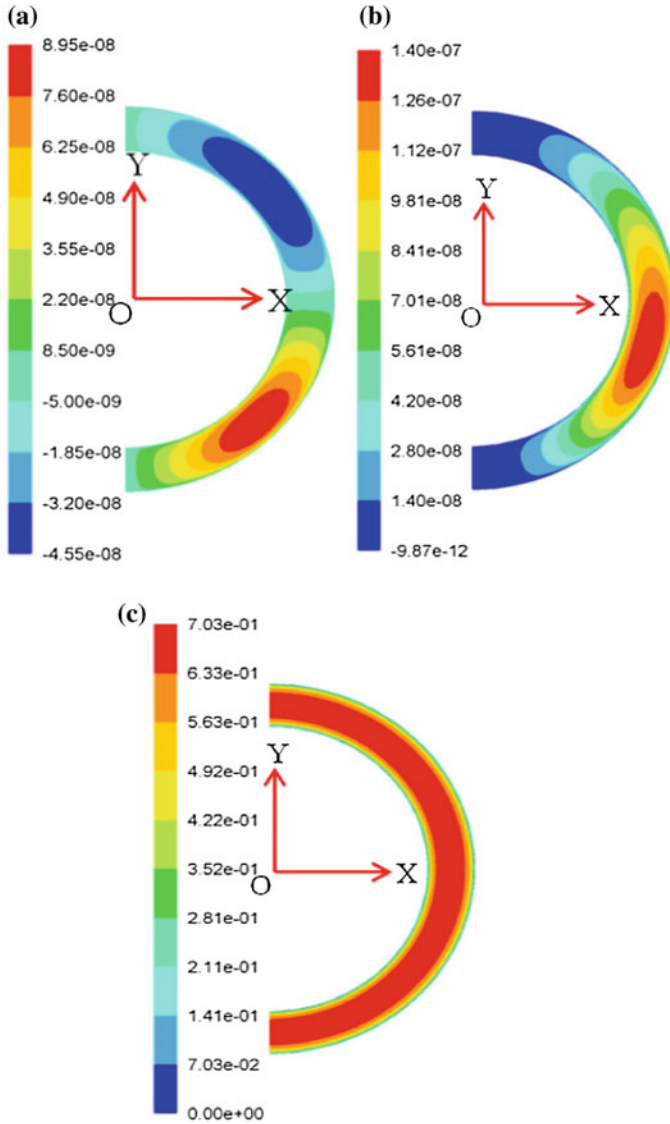 (a)
8.95e-08
7.60e-08
6.25e-08
4.90e-08
3.55e-08
2.20e-08
8.50e-09
-5.00e-09
-1.85e-08
-3.20e-08
-4.55e-08
Y
O
X
(b)
1.40e-07
1.26e-07
1.12e-07
9.81e-08
8.41e-08
7.01e-08
5.61e-08
4.20e-08
2.80e-08
1.40e-08
-9.87e-12
Y
O
X
(c)
7.03e-01
6.33e-01
5.63e-01
4.92e-01
4.22e-01
3.52e-01
2.81e-01
2.11e-01
1.41e-01
7.03e-02
0.00e+00
Y
O
X